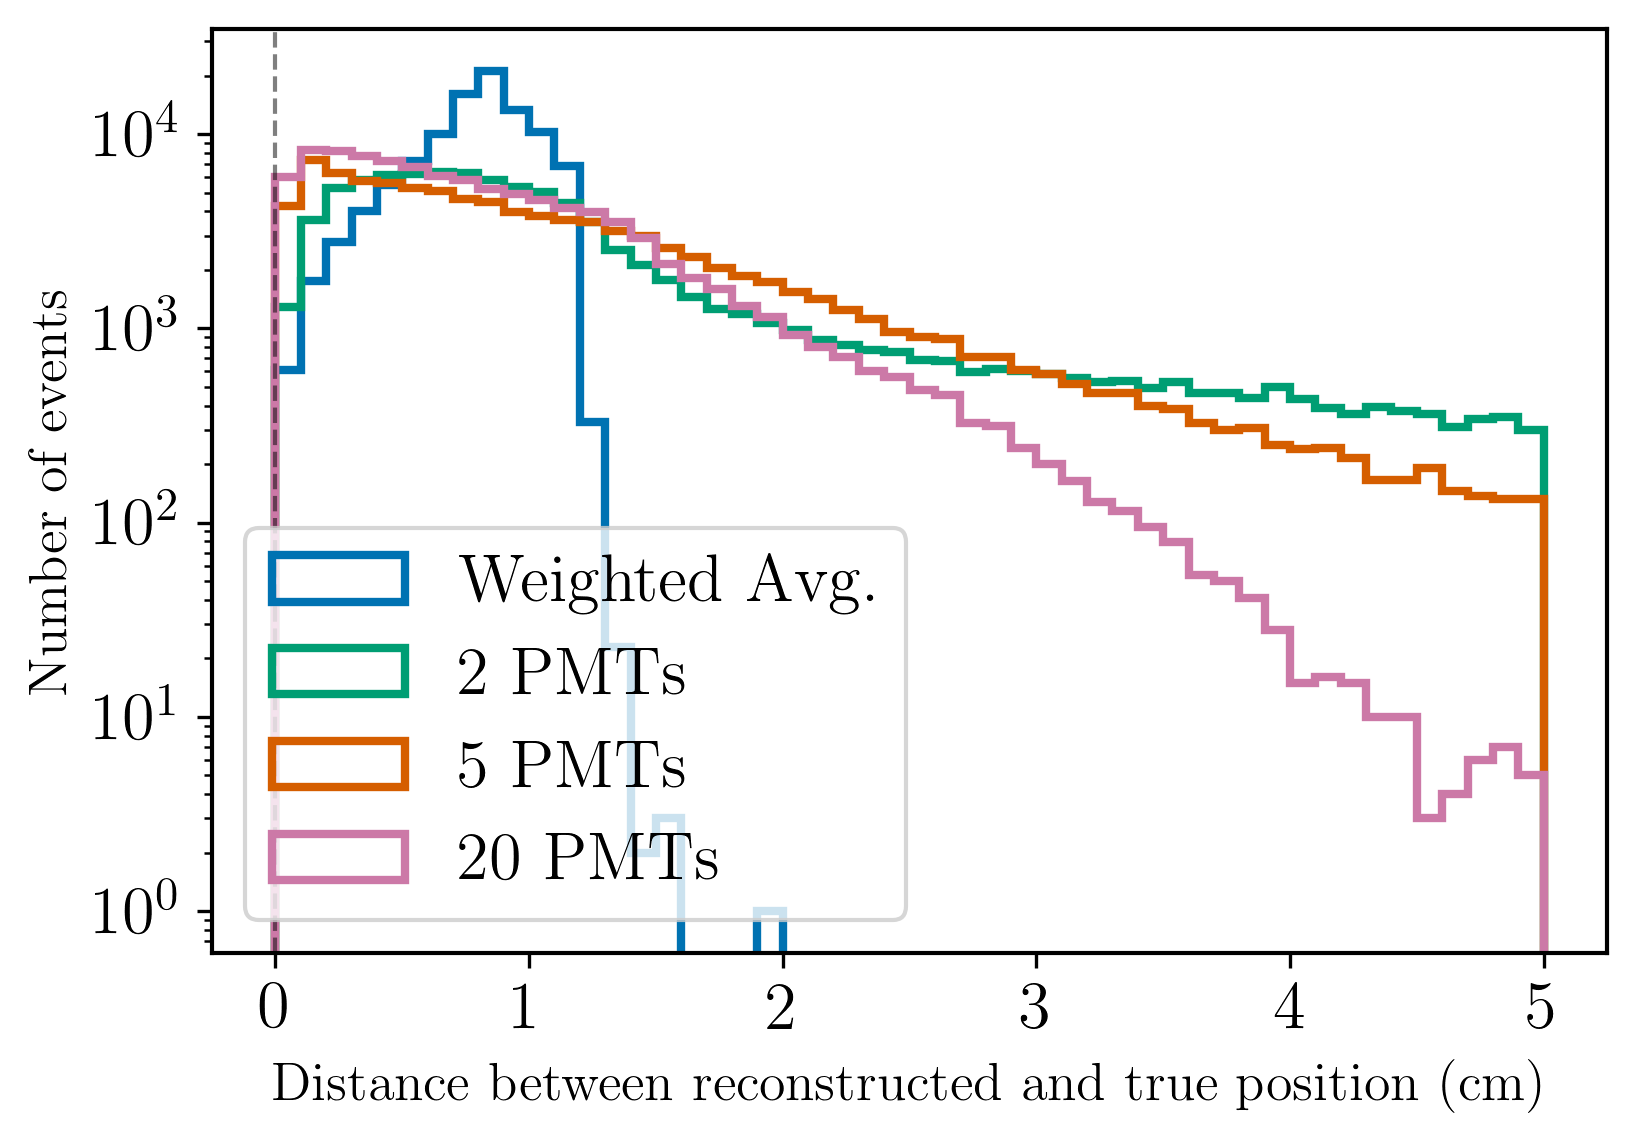 Number of events
10^4
10^3
10^2
10^1
10^0
Weighted Avg.
2 PMTs
5 PMTs
20 PMTs
0 1 2 3 4 5
Distance between reconstructed and true position (cm)